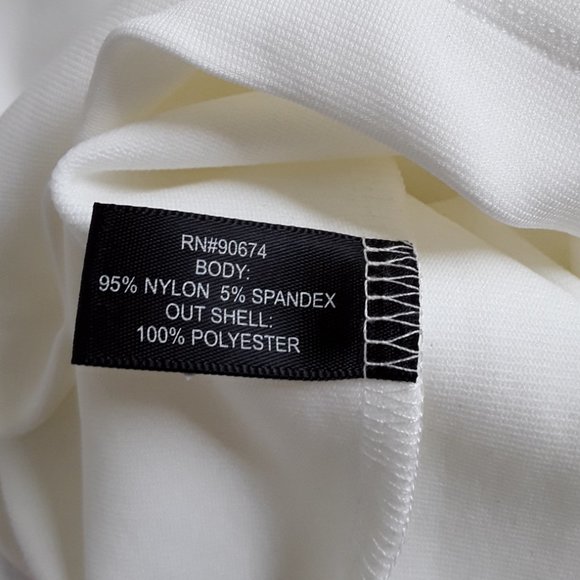 RN#90674
BODY:
95% NYLON 5% SPANDEX
OUT SHELL:
100% POLYESTER